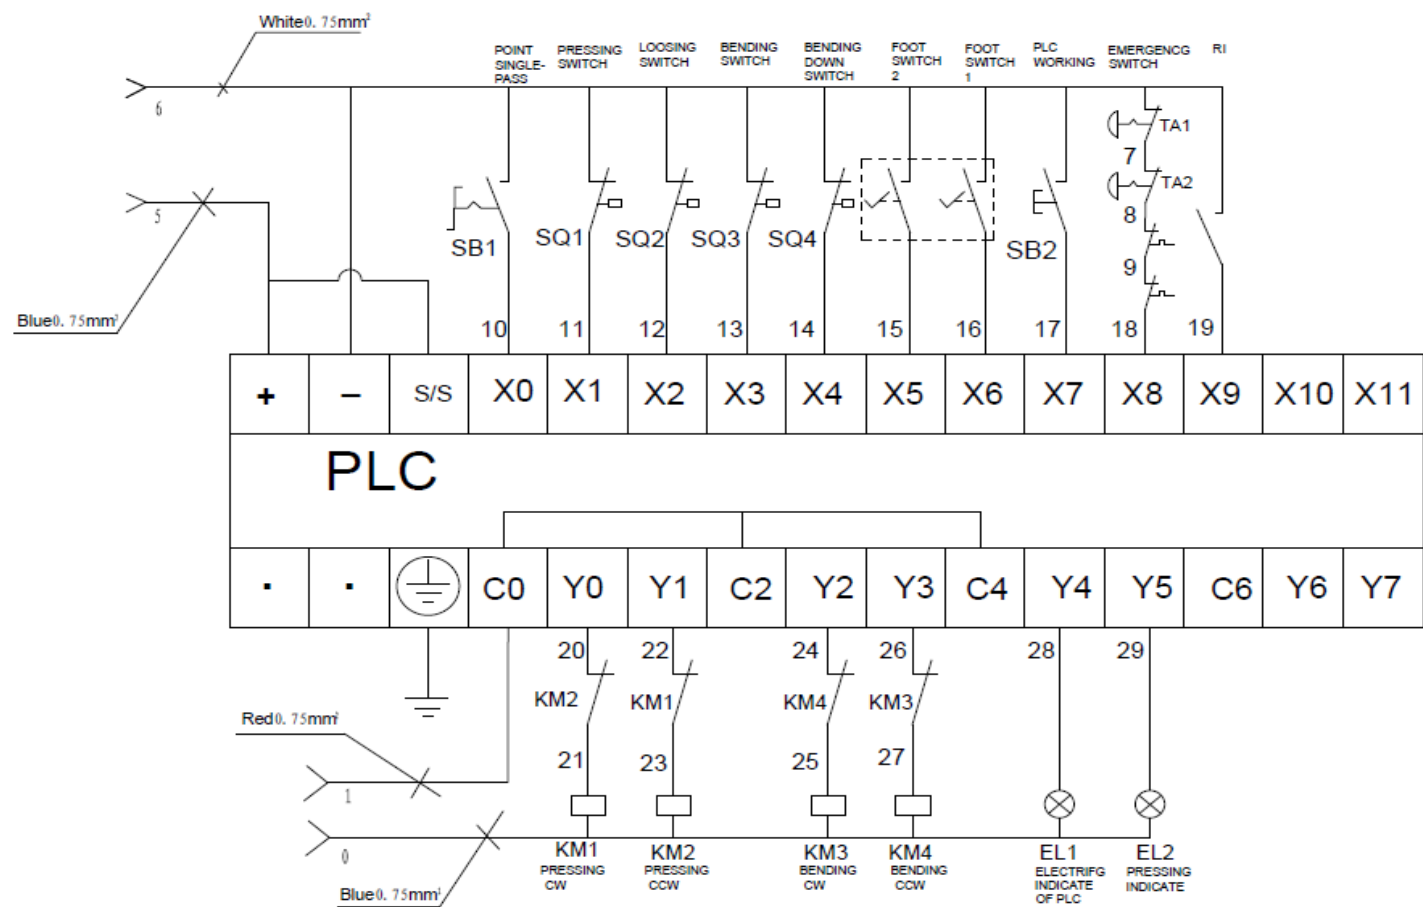 White0.75mm²
POINT
SINGLE-
PASS
PRESSING
SWITCH
LOOSING
SWITCH
BENDING
SWITCH
BENDING
DOWN
SWITCH
FOOT
SWITCH
2
FOOT
SWITCH
1
PLC
WORKING
EMERGENCG
SWITCH
RI
6
TA1
7
TA2
5
8
SB1
SQ1
SQ2
SQ3
SQ4
SB2
9
Blue0.75mm²
10
11
12
13
14
15
16
17
18
19
+
−
S/S
X0
X1
X2
X3
X4
X5
X6
X7
X8
X9
X10
X11
PLC
·
·
C0
Y0
Y1
C2
Y2
Y3
C4
Y4
Y5
C6
Y6
Y7
20
22
24
26
28
29
KM2
KM1
KM4
KM3
Red0.75mm²
21
23
25
27
1
0
KM1
PRESSING
CW
KM2
PRESSING
CCW
KM3
BENDING
CW
KM4
BENDING
CCW
EL1
ELECTRIFG
INDICATE
OF PLC
EL2
PRESSING
INDICATE
Blue0.75mm²